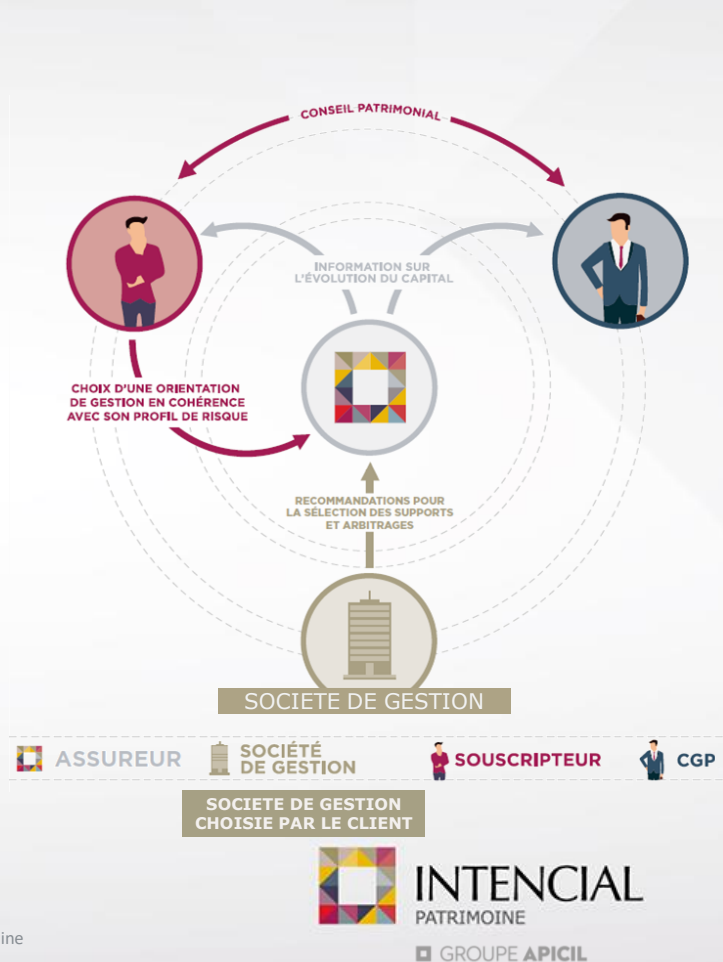 CONSEIL PATRIMONIAL
INFORMATION SUR
L'ÉVOLUTION DU CAPITAL
CHOIX D'UNE ORIENTATION
DE GESTION EN COHÉRENCE
AVEC SON PROFIL DE RISQUE
RECOMMANDATIONS POUR
LA SÉLECTION DES SUPPORTS
ET ARBITRAGES
SOCIETE DE GESTION
ASSUREUR
SOCIÉTÉ
DE GESTION
SOUSCRIPTEUR
CGP
SOCIETE DE GESTION
CHOISIE PAR LE CLIENT
INTENCIAL
PATRIMOINE
ine
GROUPE APICIL